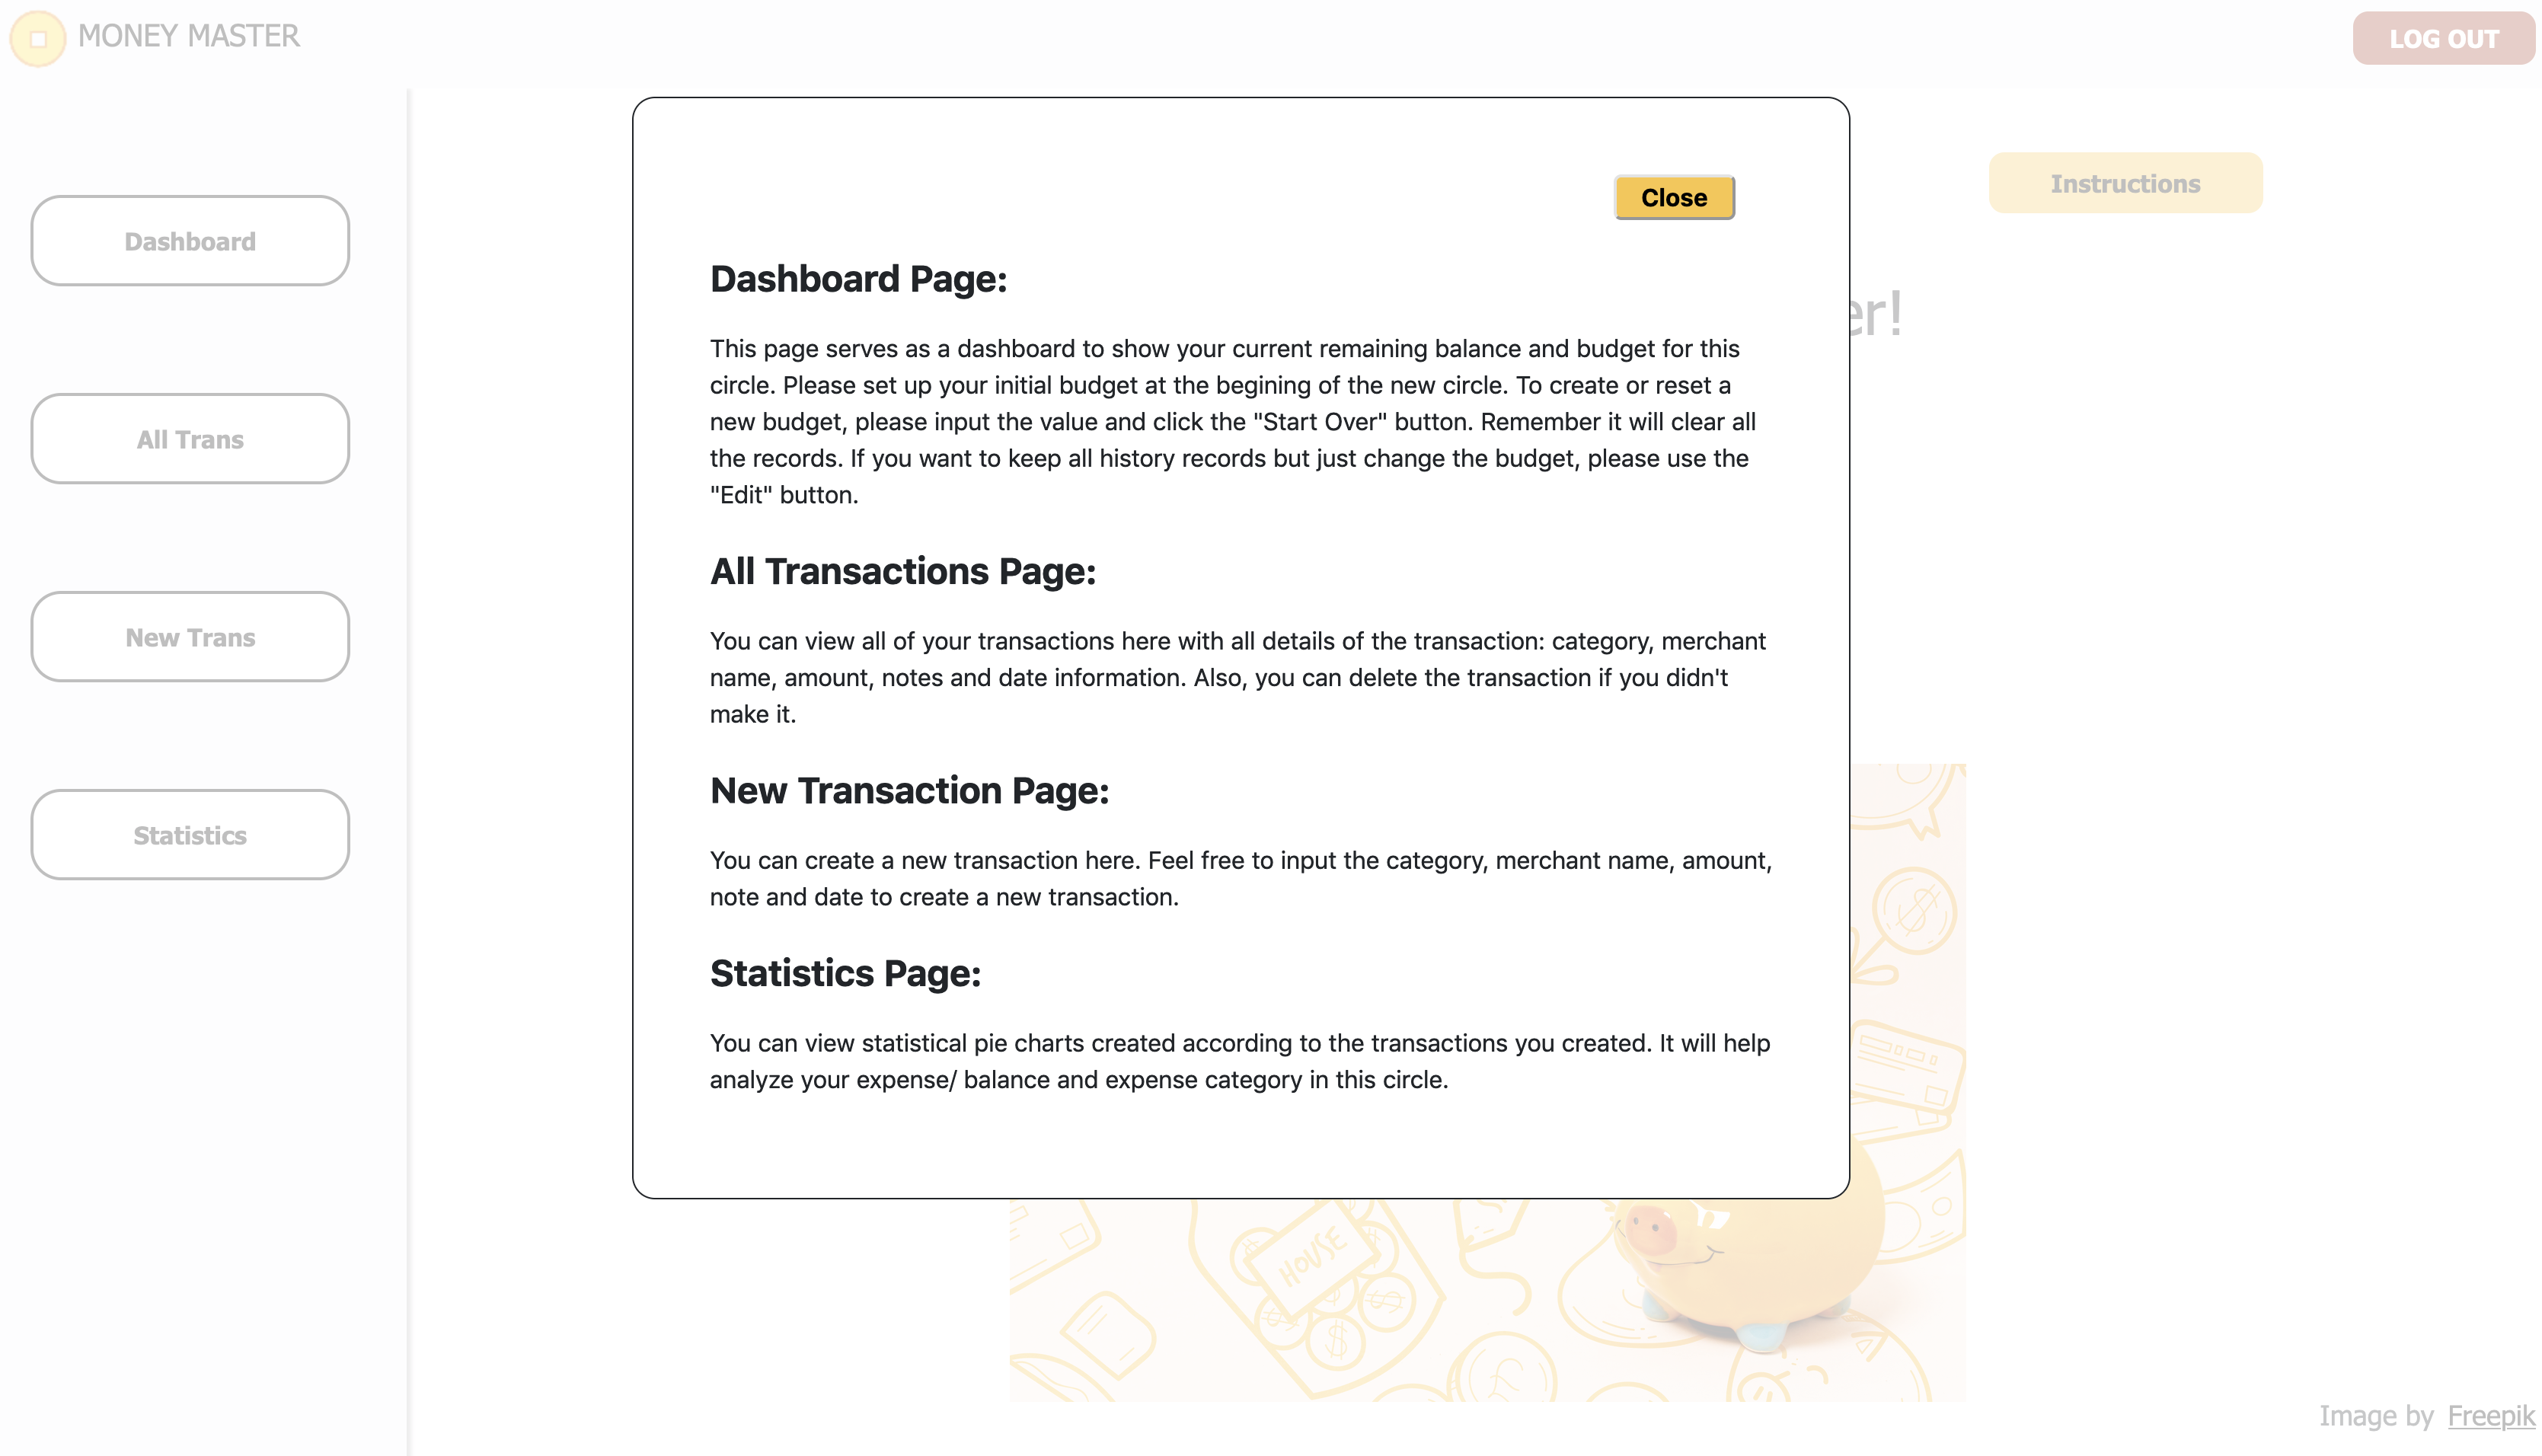 MONEY MASTER
LOG OUT
Dashboard
All Trans
New Trans
Statistics
Instructions
er!
Close
Dashboard Page:
This page serves as a dashboard to show your current remaining balance and budget for this
circle. Please set up your initial budget at the begining of the new circle. To create or reset a
new budget, please input the value and click the "Start Over" button. Remember it will clear all
the records. If you want to keep all history records but just change the budget, please use the
"Edit" button.
All Transactions Page:
You can view all of your transactions here with all details of the transaction: category, merchant
name, amount, notes and date information. Also, you can delete the transaction if you didn't
make it.
New Transaction Page:
You can create a new transaction here. Feel free to input the category, merchant name, amount,
note and date to create a new transaction.
Statistics Page:
You can view statistical pie charts created according to the transactions you created. It will help
analyze your expense/ balance and expense category in this circle.
HOUSE
Image by Freepik